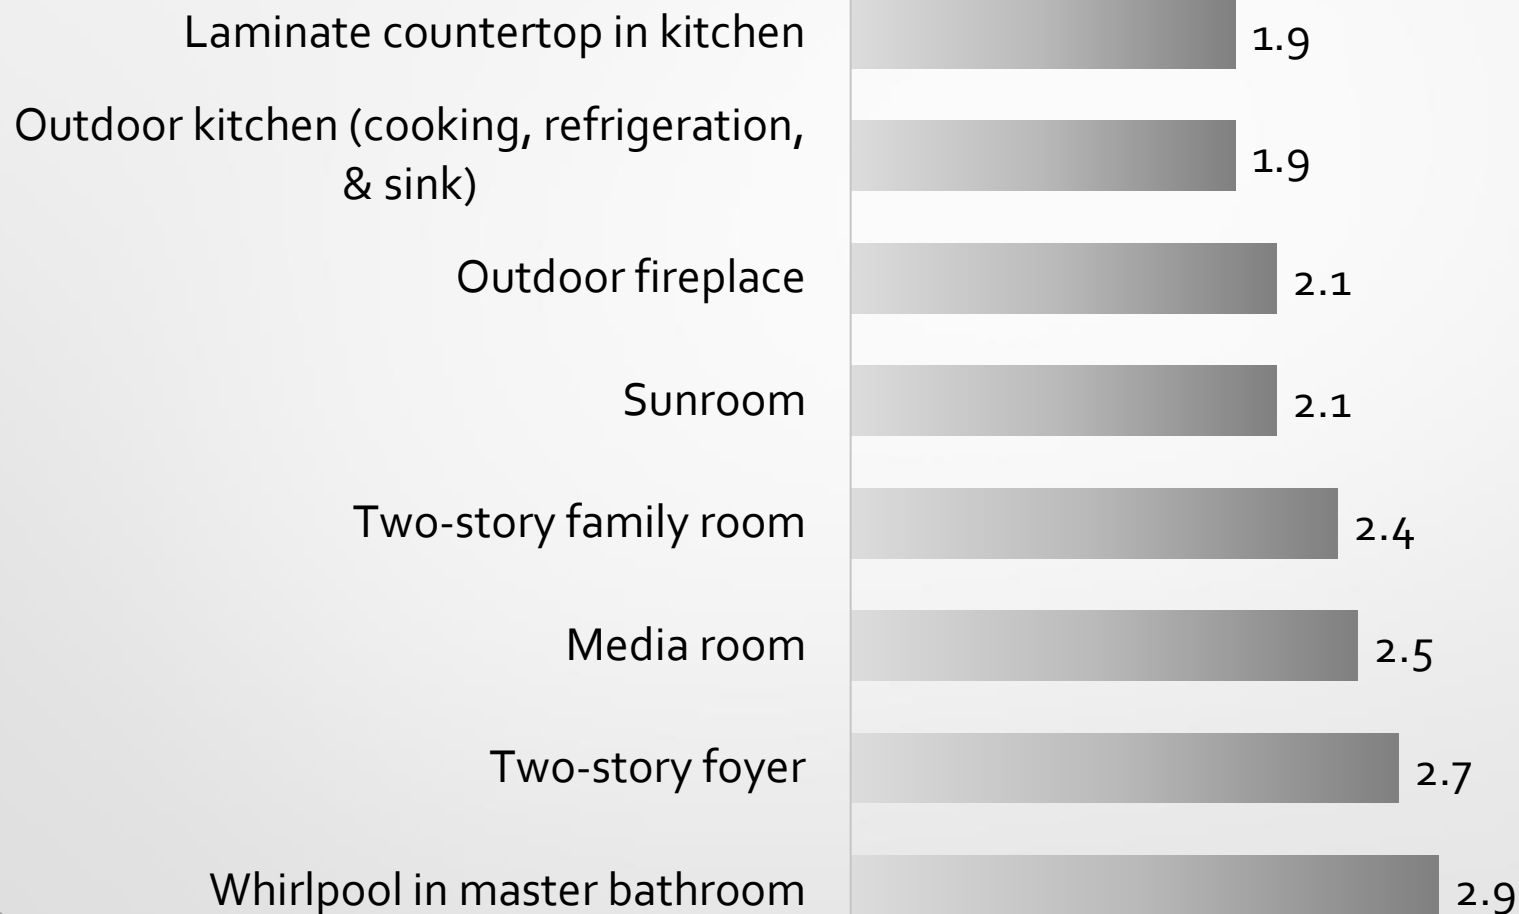 Laminate countertop in kitchen 1.9
Outdoor kitchen (cooking, refrigeration,
& sink) 1.9
Outdoor fireplace 2.1
Sunroom 2.1
Two-story family room 2.4
Media room 2.5
Two-story foyer 2.7
Whirlpool in master bathroom 2.9